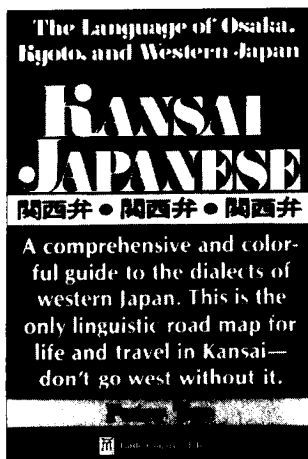 The Language of Osaka,
Kyoto, and Western Japan
KANSAI
JAPANESE
関西弁 ● 関西弁 ● 関西弁
A comprehensive and color-
ful guide to the dialects of
western Japan. This is the
only linguistic road map for
life and travel in Kansai—
don't go west without it.